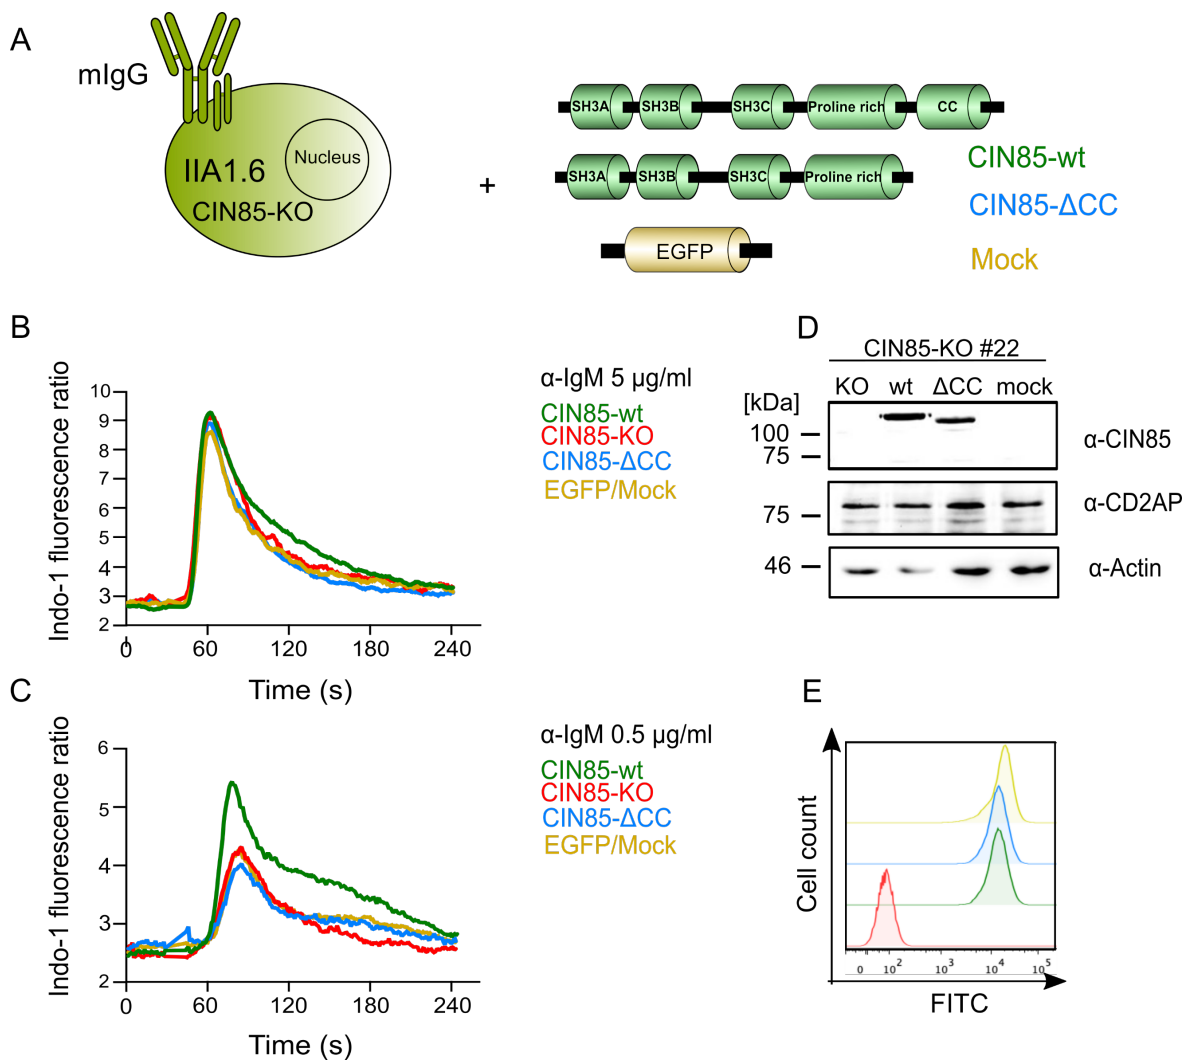 A
mIgG
Nucleus
IIA1.6
CIN85-KO
+
SH3A SH3B SH3C Proline rich CC
SH3A SH3B SH3C Proline rich
EGFP
CIN85-wt
CIN85-ΔCC
Mock
B
Indo-1 fluorescence ratio
10
9
8
7
6
5
4
3
2
0 60 120 180 240
Time (s)
α-IgM 5 µg/ml
CIN85-wt
CIN85-KO
CIN85-ΔCC
EGFP/Mock
D
CIN85-KO #22
KO wt ΔCC mock
[kDa]
100
75
α-CIN85
75
α-CD2AP
46
α-Actin
C
Indo-1 fluorescence ratio
6
5
4
3
2
0 60 120 180 240
Time (s)
α-IgM 0.5 µg/ml
CIN85-wt
CIN85-KO
CIN85-ΔCC
EGFP/Mock
E
Cell count
0 10² 10³ 10⁴ 10⁵
FITC